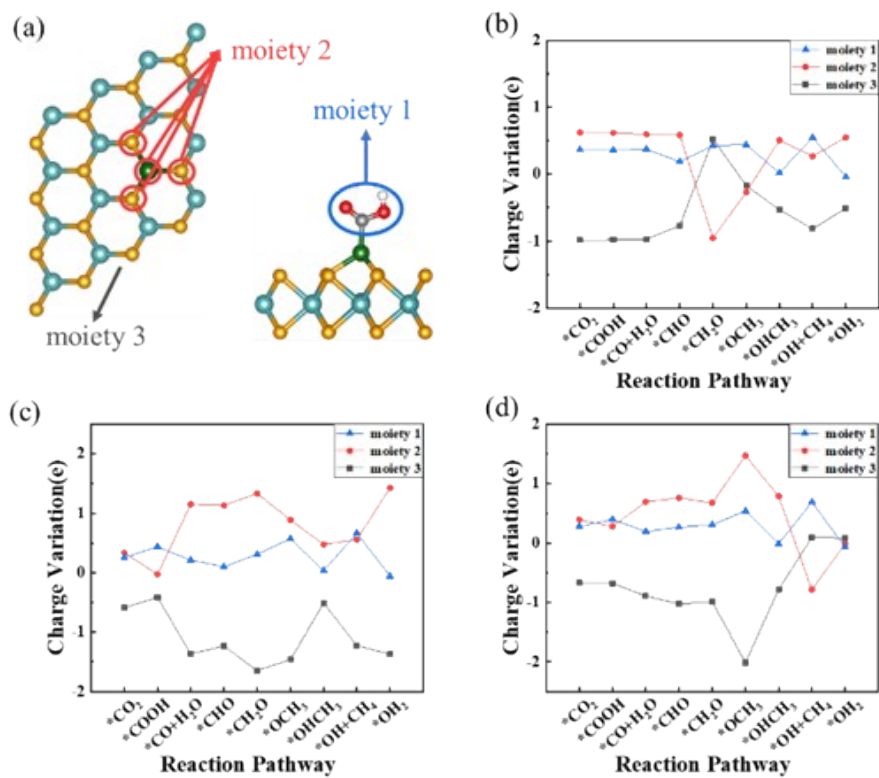 (a)
moiety 2
moiety 1
moiety 3
(b)
Charge Variation(e)
2
1
0
-1
-2
moiety 1
moiety 2
moiety 3
*CO₂
*COOH
*CO+H₂O
*CHO
*CH₂O
*OCH₃
*OHCH₃
*OH+CH₄
*OH₂
Reaction Pathway
(c)
Charge Variation(e)
2
1
0
-1
-2
moiety 1
moiety 2
moiety 3
*CO₂
*COOH
*CO+H₂O
*CHO
*CH₂O
*OCH₃
*OHCH₃
*OH+CH₄
*OH₂
Reaction Pathway
(d)
Charge Variation(e)
2
1
0
-1
-2
moiety 1
moiety 2
moiety 3
*CO₂
*COOH
*CO+H₂O
*CHO
*CH₂O
*OCH₃
*OHCH₃
*OH+CH₄
*OH₂
Reaction Pathway